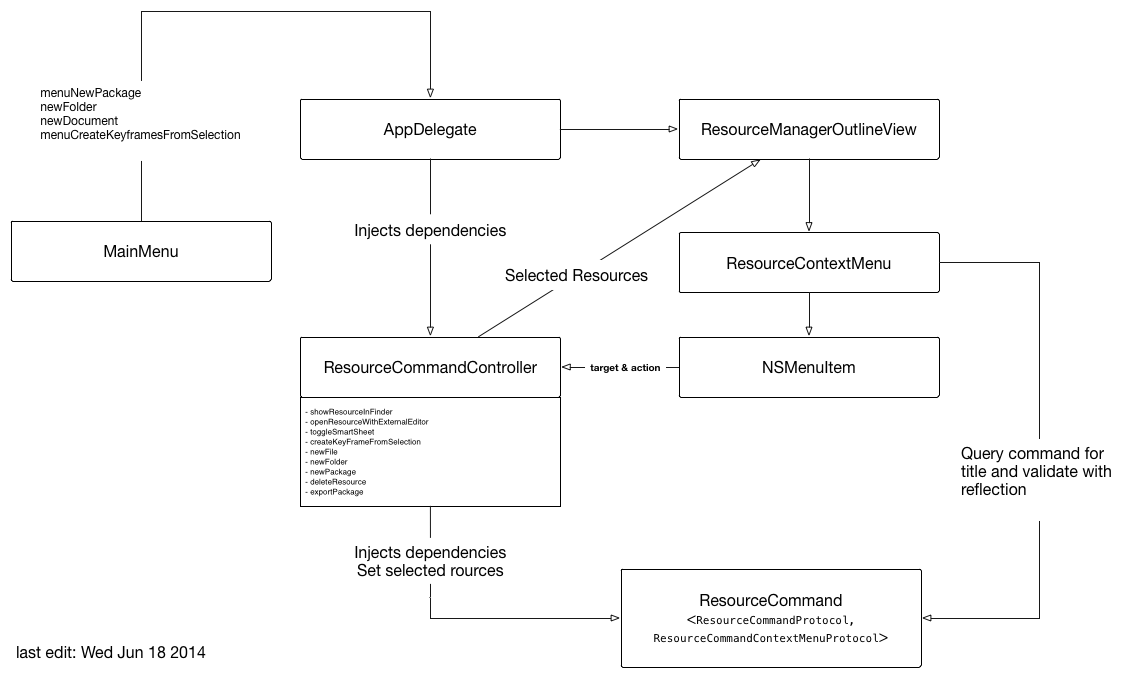 menuNewPackage
newFolder
newDocument
menuCreateKeyframesFromSelection
AppDelegate
ResourceManagerOutlineView
MainMenu
Injects dependencies
Selected Resources
ResourceContextMenu
ResourceCommandController
target & action
NSMenuItem
- showResourceInFinder
- openResourceWithExternalEditor
- toggleSmartSheet
- createKeyFrameFromSelection
- newFile
- newFolder
- newPackage
- deleteResource
- exportPackage
Query command for
title and validate with
reflection
Injects dependencies
Set selected rources
ResourceCommand
<ResourceCommandProtocol,
ResourceCommandContextMenuProtocol>
last edit: Wed Jun 18 2014